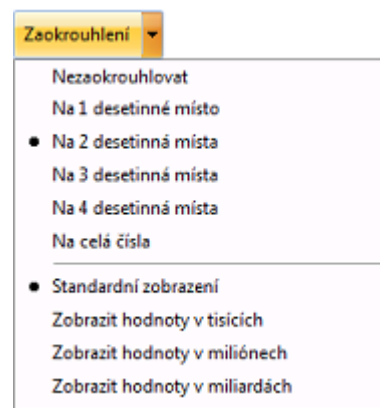 Zaokrouhlení
Nezaokrouhlovat
Na 1 desetinné místo
Na 2 desetinná místa
Na 3 desetinná místa
Na 4 desetinná místa
Na celá čísla
Standardní zobrazení
Zobrazit hodnoty v tisících
Zobrazit hodnoty v miliónech
Zobrazit hodnoty v miliardách